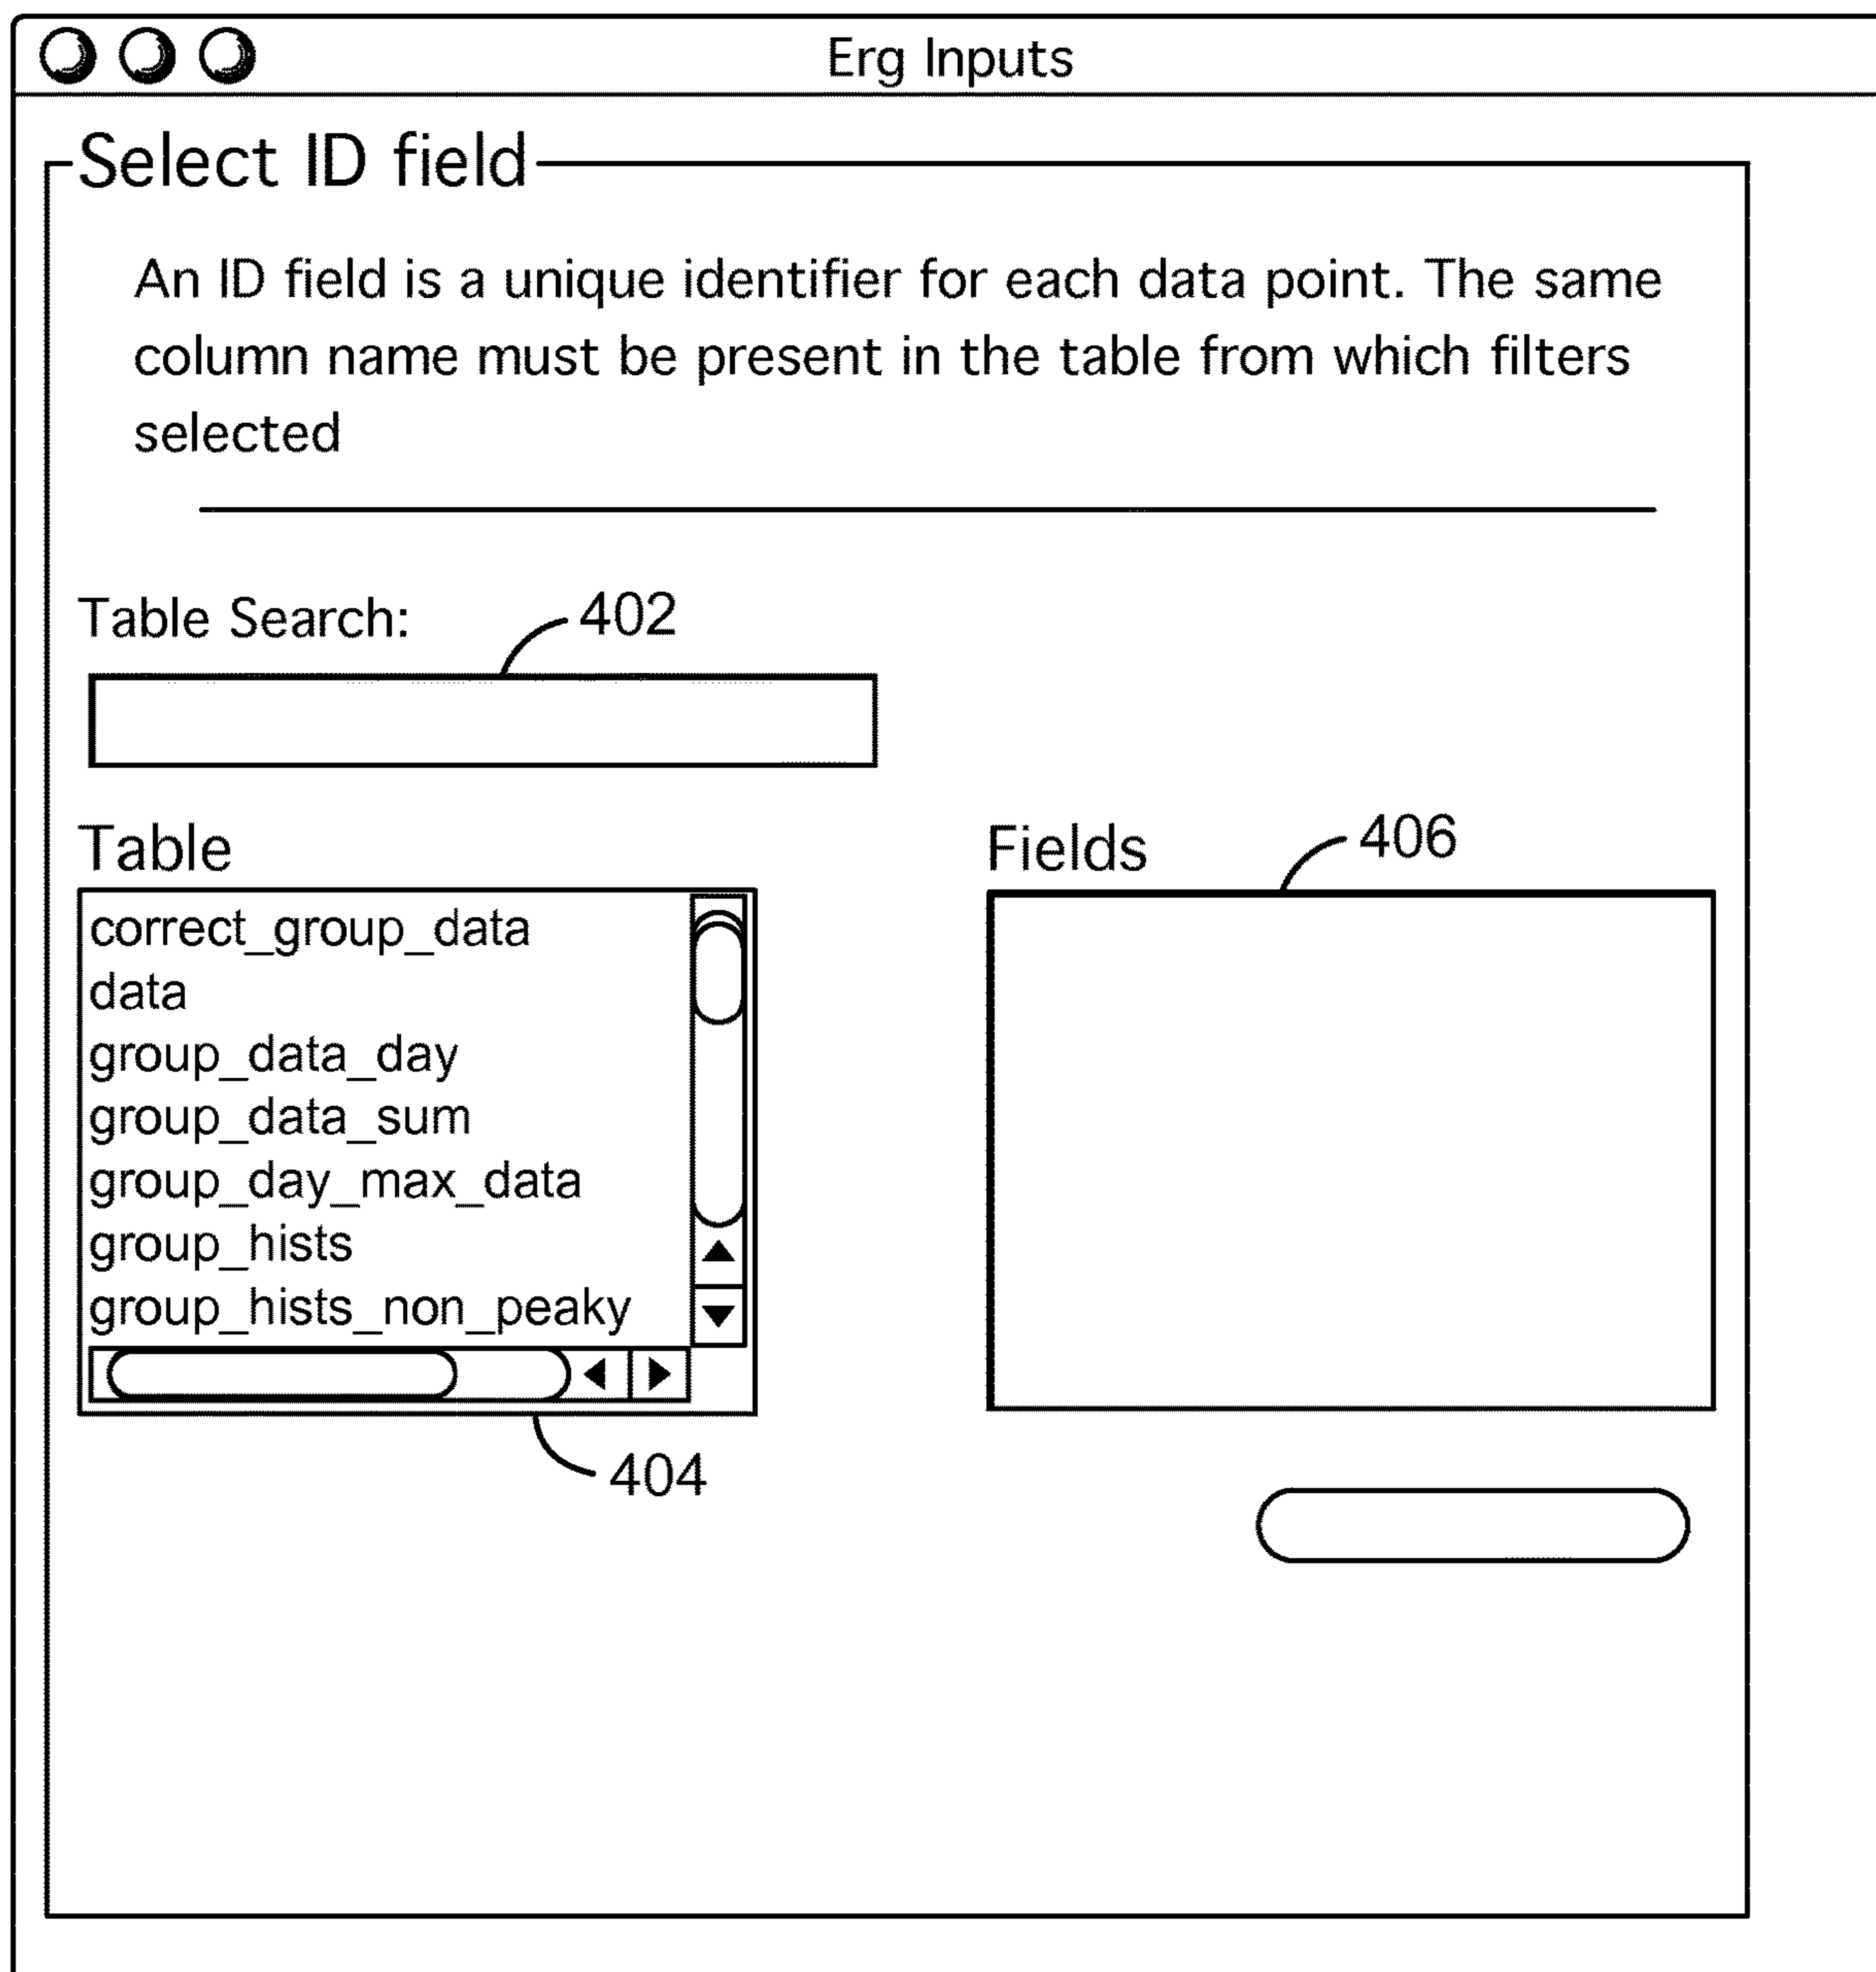 Erg Inputs
Select ID field
An ID field is a unique identifier for each data point. The same
column name must be present in the table from which filters
selected
Table Search:
402
Table
Fields
406
correct_group_data
data
group_data_day
group_data_sum
group_day_max_data
group_hists
group_hists_non_peaky
404